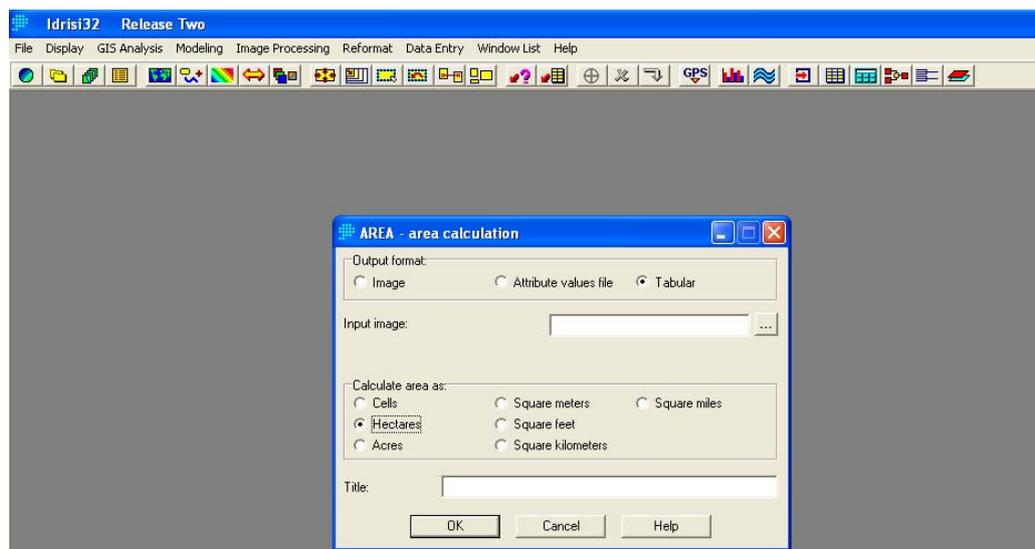 Idrisi32 Release Two
File Display GIS Analysis Modeling Image Processing Reformat Data Entry Window List Help
GPS
AREA - area calculation
Output format:
Image Attribute values file Tabular
Input image: ...
Calculate area as:
Cells Square meters Square miles
Hectares Square feet
Acres Square kilometers
Title:
OK Cancel Help